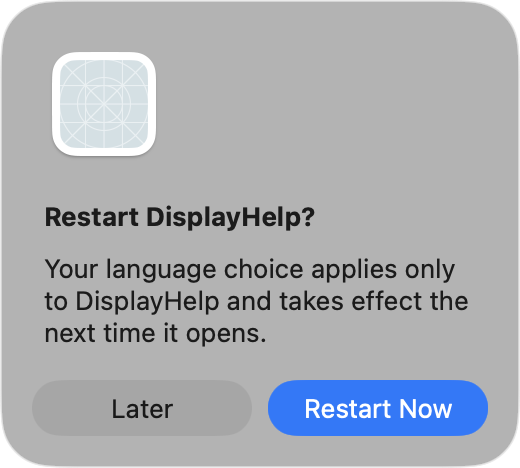 Restart DisplayHelp?
Your language choice applies only
to DisplayHelp and takes effect the
next time it opens.
Later
Restart Now